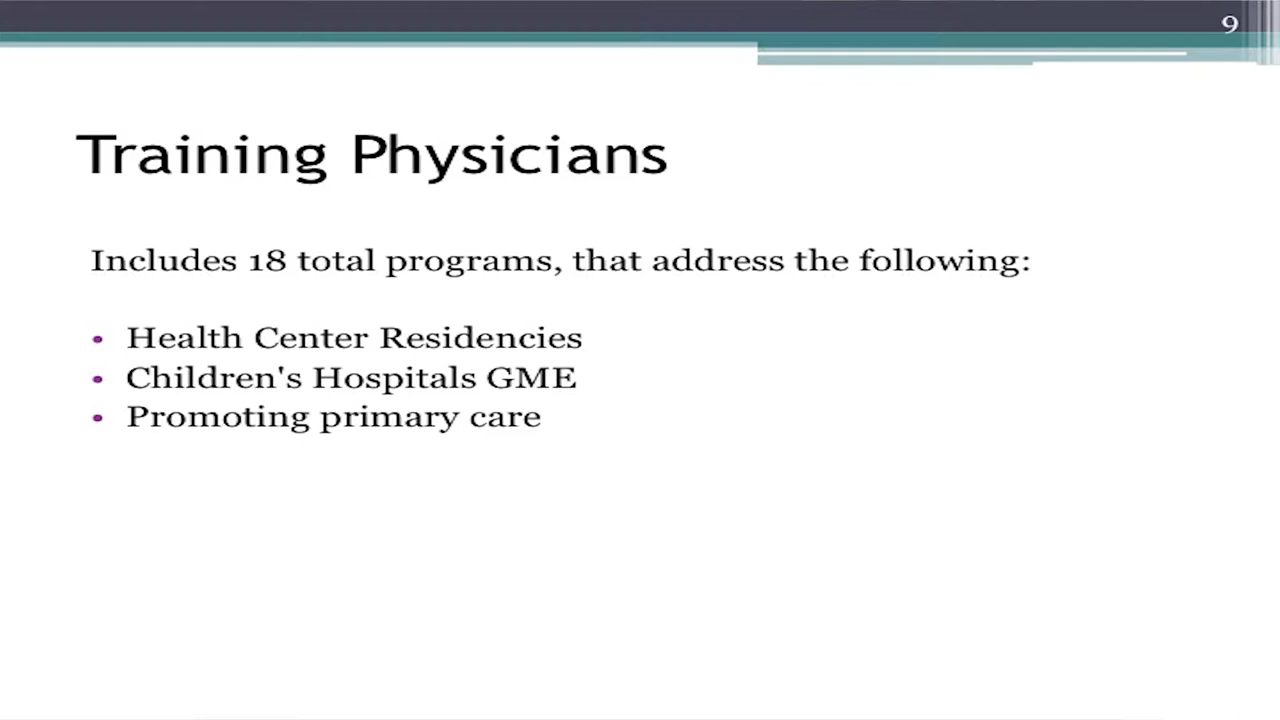 9
Training Physicians
Includes 18 total programs, that address the following:
• Health Center Residencies
• Children's Hospitals GME
• Promoting primary care